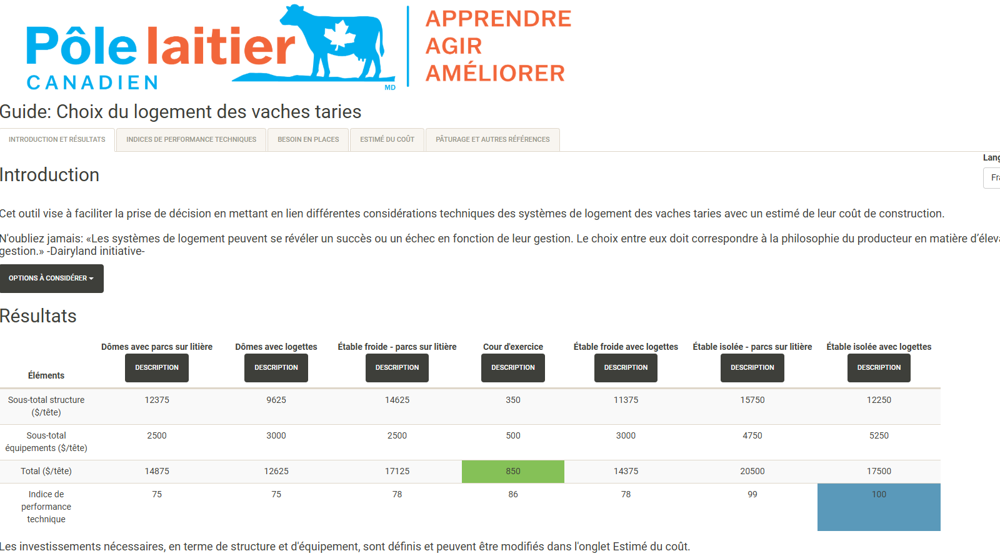 Pôle laitier
CANADIEN
MD
APPRENDRE
AGIR
AMÉLIORER
Guide: Choix du logement des vaches taries
INTRODUCTION ET RÉSULTATS INDICES DE PERFORMANCE TECHNIQUES BESOIN EN PLACES ESTIMÉ DU COÛT PÂTURAGE ET AUTRES RÉFÉRENCES
Introduction
Cet outil vise à faciliter la prise de décision en mettant en lien différentes considérations techniques des systèmes de logement des vaches taries avec un estimé de leur coût de construction.
N'oubliez jamais: «Les systèmes de logement peuvent se révéler un succès ou un échec en fonction de leur gestion. Le choix entre eux doit correspondre à la philosophie du producteur en matière
gestion.» -Dairyland initiative-
OPTIONS À CONSIDÉRER
Résultats
Éléments Dômes avec parcs sur litière Dômes avec logettes Étable froide - parcs sur litière Cour d'exercice Étable froide avec logettes Étable isolée - parcs sur litière Étable isolée avec logettes
DESCRIPTION DESCRIPTION DESCRIPTION DESCRIPTION DESCRIPTION DESCRIPTION DESCRIPTION
Sous-total structure ($/tête) 12375 9625 14625 350 11375 15750 12250
Sous-total équipements ($/tête) 2500 3000 2500 500 3000 4750 5250
Total ($/tête) 14875 12625 17125 850 14375 20500 17500
Indice de performance technique 75 75 78 86 78 99 100
Les investissements nécessaires, en terme de structure et d'équipement, sont définis et peuvent être modifiés dans l'onglet Estimé du coût.